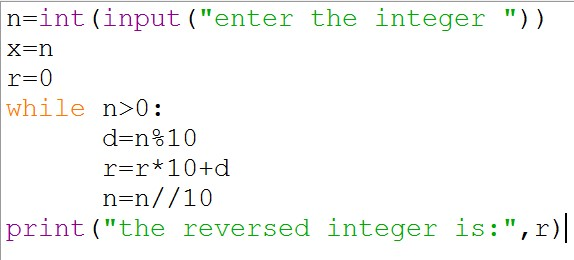 n=int(input("enter the integer "))
x=n
r=0
while n>0:
      d=n%10
      r=r*10+d
      n=n//10
print("the reversed integer is:",r)